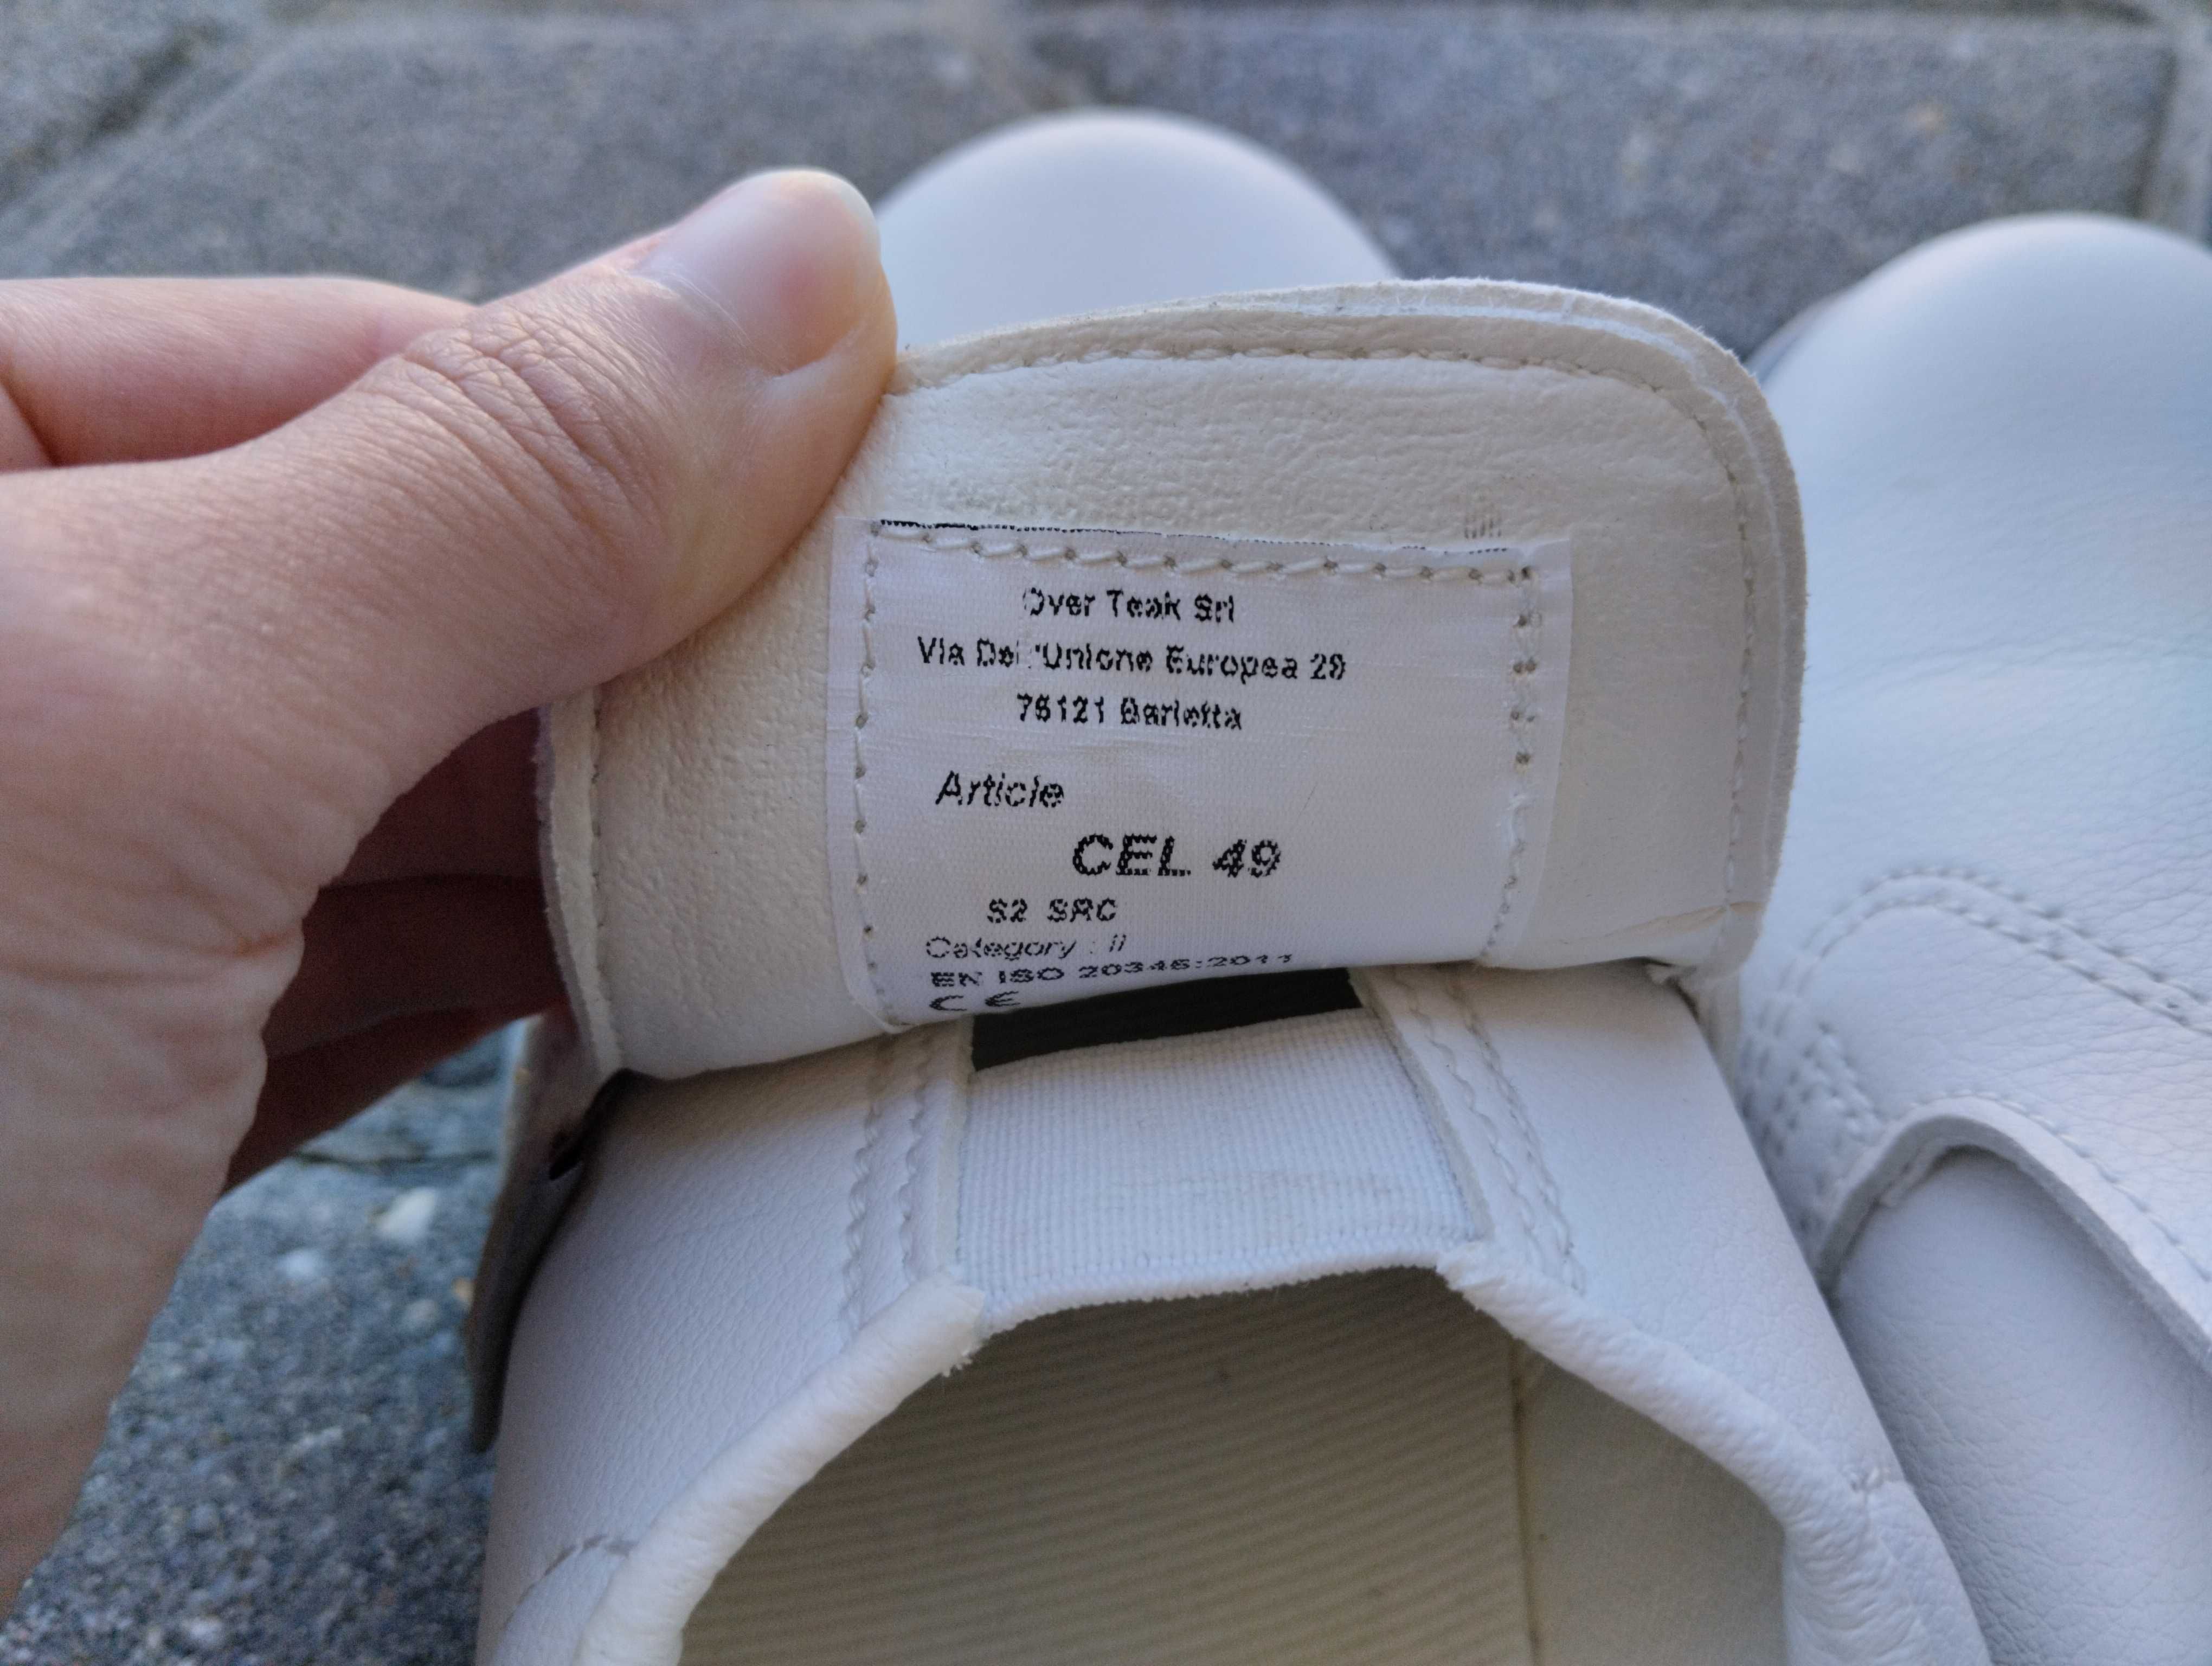 Over Teak Srl
Via Dell'Unione Europea 29
76121 Barletta
Article
CEL 49
S2 SRC
Category : II
EN ISO 20345:2011
CE